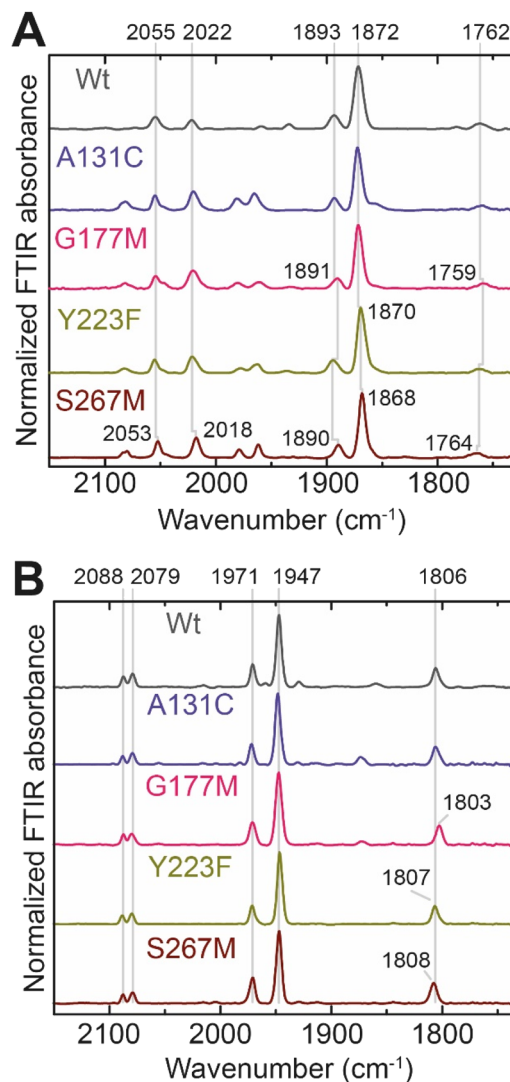 A
2055 2022 1893 1872 1762
Wt
A131C
G177M
1891 1759
Y223F
1870
S267M
1868
2053 2018 1890 1764
Normalized FTIR absorbance
2100 2000 1900 1800
Wavenumber (cm⁻¹)
B
2088 2079 1971 1947 1806
Wt
A131C
G177M
1803
Y223F
1807
S267M
1808
Normalized FTIR absorbance
2100 2000 1900 1800
Wavenumber (cm⁻¹)